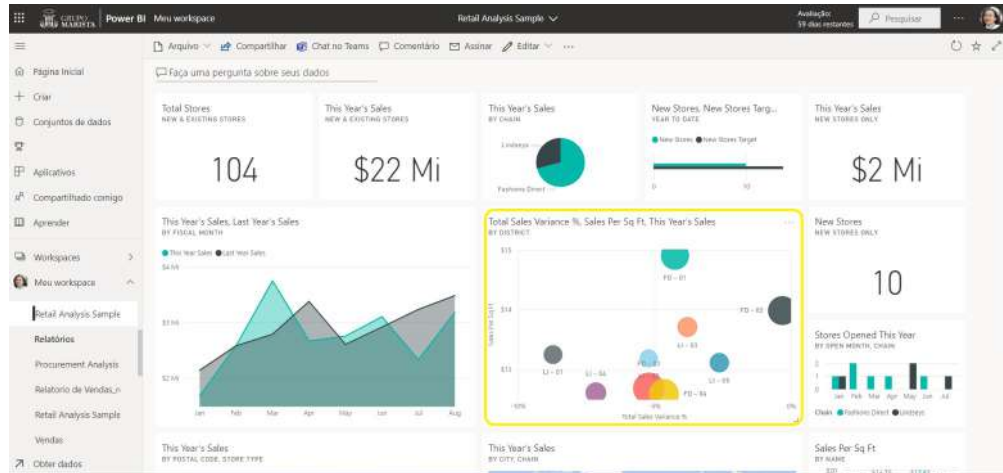 GRUPO MARISTA
Power BI
Meu workspace
Retail Analysis Sample
Avaliação:
59 dias restantes
Pesquisar
Arquivo
Compartilhar
Chat no Teams
Comentário
Assinar
Editar
Página Inicial
Criar
Conjuntos de dados
Aplicativos
Compartilhado comigo
Aprender
Workspaces
Meu workspace
Retail Analysis Sample
Relatórios
Procurement Analysis
Relatorio de Vendas_n
Retail Analysis Sample
Vendas
Obter dados
Faça uma pergunta sobre seus dados
Total Stores
NEW & EXISTING STORES
104
This Year's Sales
NEW & EXISTING STORES
$22 Mi
This Year's Sales
BY CHAIN
Lindseys
Fashions Direct
New Stores, New Stores Targ...
YEAR TO DATE
New Stores
New Stores Target
0
10
This Year's Sales
NEW STORES ONLY
$2 Mi
This Year's Sales, Last Year's Sales
BY FISCAL MONTH
This Year Sales
Last Year Sales
$4 Mi
$3 Mi
$2 Mi
Jan Feb Mar Apr May Jun Jul Aug
Total Sales Variance %, Sales Per Sq Ft, This Year's Sales
BY DISTRICT
$15
$14
$13
Sales Per Sq Ft
FD - 01
FD - 02
LI - 03
LI - 01
LI - 04
LI - 05
FD - 04
Total Sales Variance %
New Stores
NEW STORES ONLY
10
Stores Opened This Year
BY OPEN MONTH, CHAIN
Jan Feb Mar Apr May Jun Jul
Chain
Fashions Direct
Lindseys
This Year's Sales
BY POSTAL CODE, STORE TYPE
This Year's Sales
BY CITY, CHAIN
Sales Per Sq Ft
BY NAME